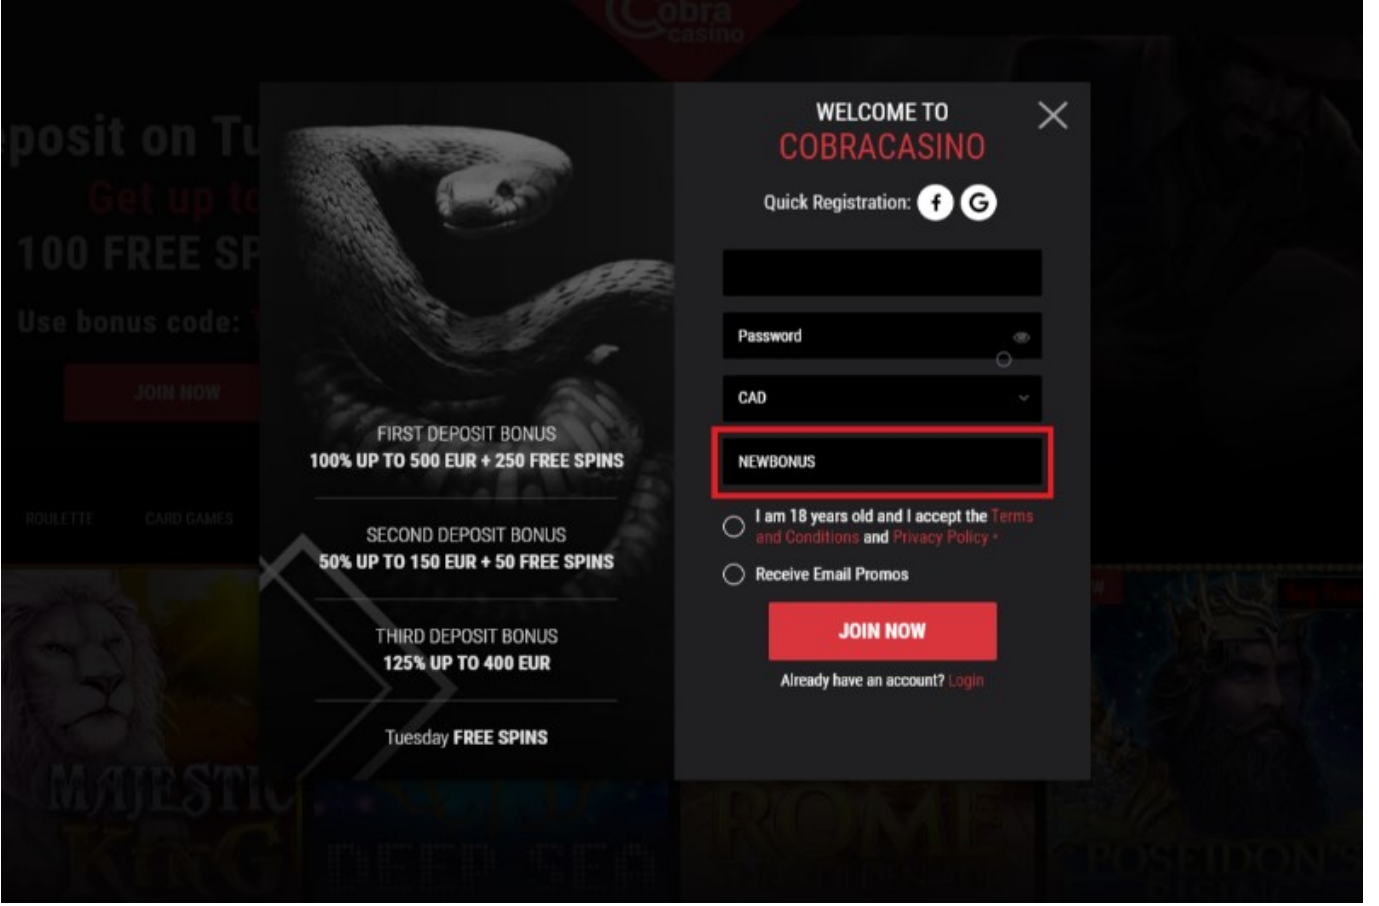 Cobra
casino
posit on Tu
Get up to
100 FREE SP
Use bonus code:
JOIN NOW
ROULETTE
CARD GAMES
FIRST DEPOSIT BONUS
100% UP TO 500 EUR + 250 FREE SPINS
SECOND DEPOSIT BONUS
50% UP TO 150 EUR + 50 FREE SPINS
THIRD DEPOSIT BONUS
125% UP TO 400 EUR
Tuesday FREE SPINS
WELCOME TO
COBRACASINO
Quick Registration:
Password
CAD
NEWBONUS
I am 18 years old and I accept the Terms
and Conditions and Privacy Policy *
Receive Email Promos
JOIN NOW
Already have an account? Login
MAJESTIC
KING
WILD
DEEP SEA
ROME
POSEIDON'S